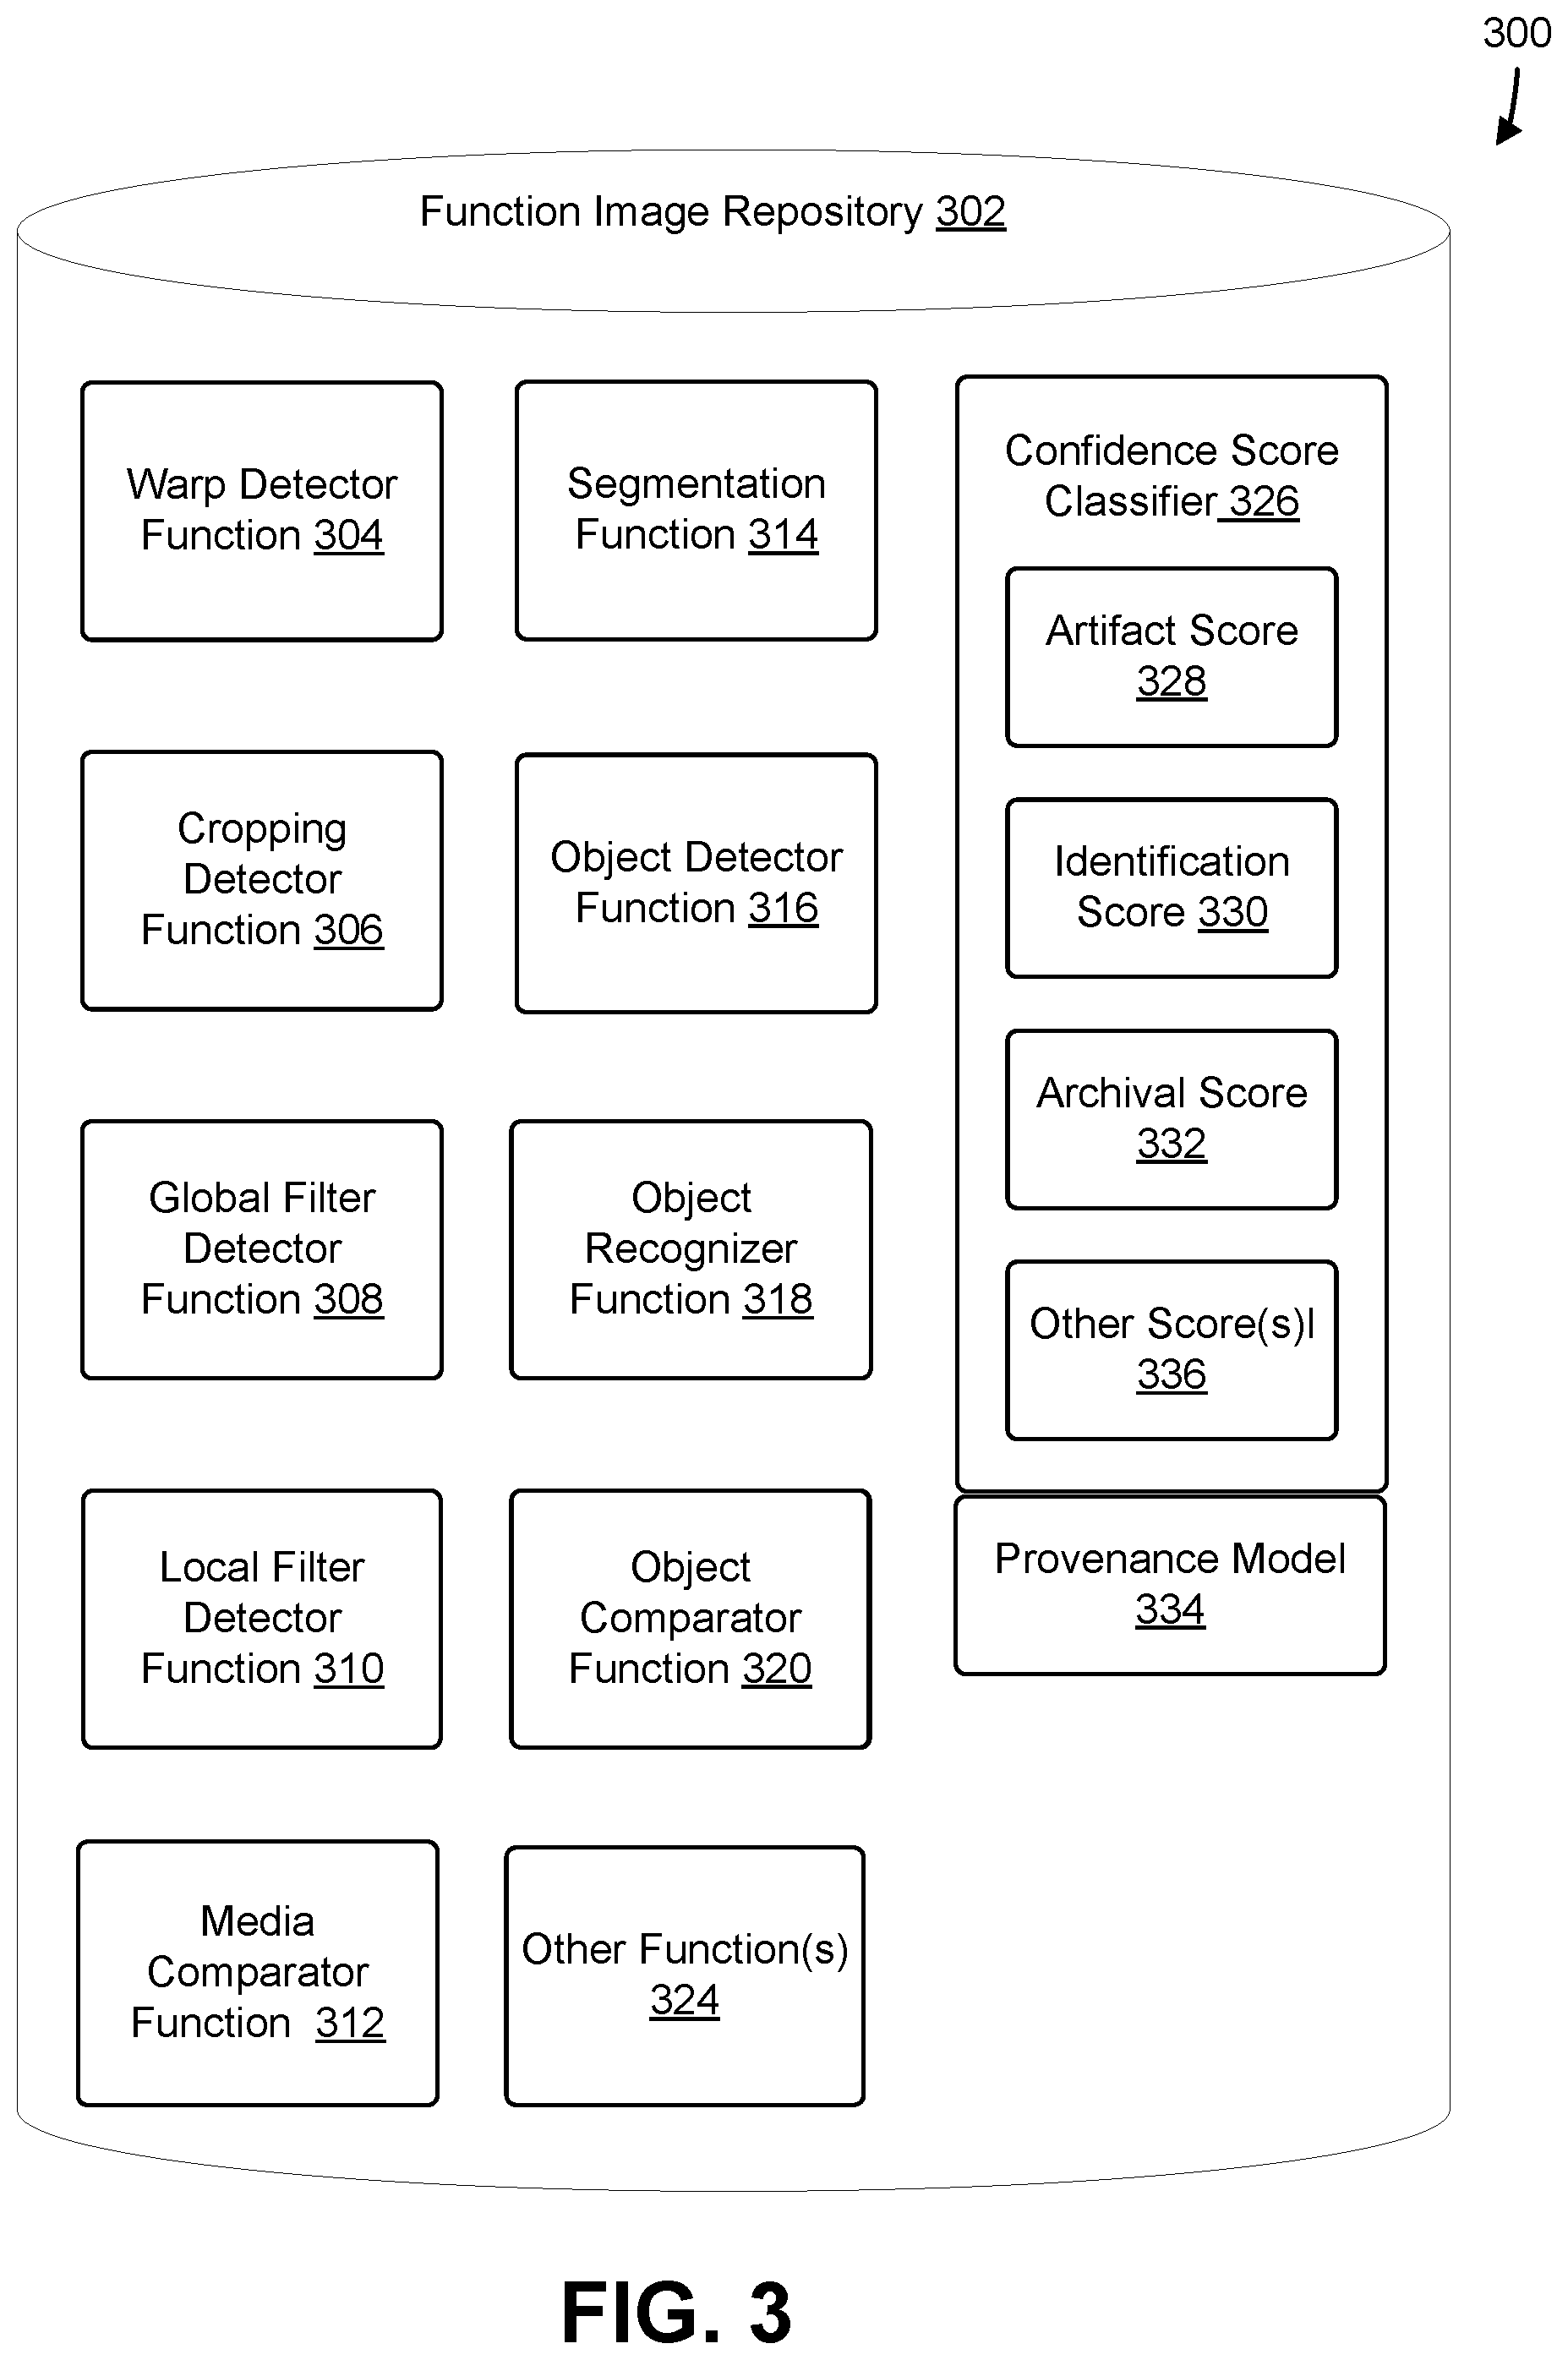 300
Function Image Repository 302
Warp Detector
Function 304
Cropping
Detector
Function 306
Global Filter
Detector
Function 308
Local Filter
Detector
Function 310
Media
Comparator
Function 312
Segmentation
Function 314
Object Detector
Function 316
Object
Recognizer
Function 318
Object
Comparator
Function 320
Other Function(s)
324
Confidence Score
Classifier 326
Artifact Score
328
Identification
Score 330
Archival Score
332
Other Score(s)l
336
Provenance Model
334
FIG. 3